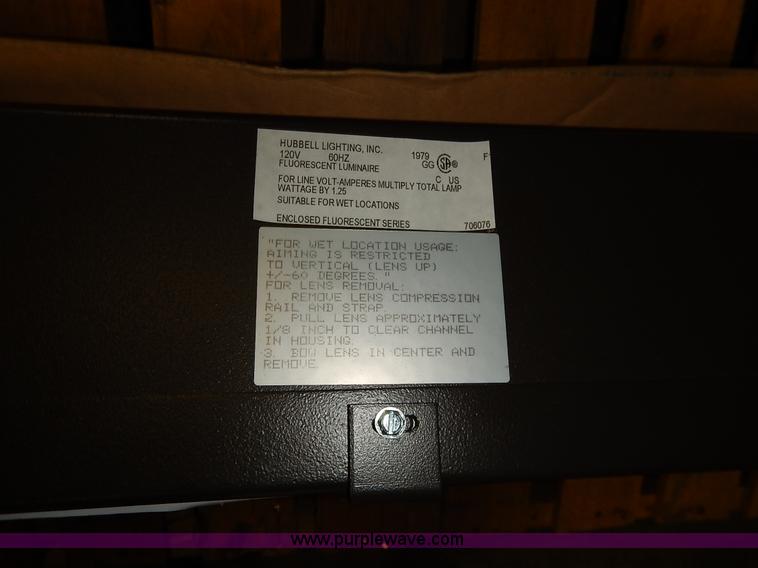 HUBBELL LIGHTING, INC.
120V 60HZ 1979 F
FLUORESCENT LUMINAIRE GG SA ®
C US
FOR LINE VOLT-AMPERES MULTIPLY TOTAL LAMP
WATTAGE BY 1.25
SUITABLE FOR WET LOCATIONS
ENCLOSED FLUORESCENT SERIES 706076
"FOR WET LOCATION USAGE:
AIMING IS RESTRICTED
TO VERTICAL (LENS UP)
+/-60 DEGREES."
FOR LENS REMOVAL:
1. REMOVE LENS COMPRESSION
RAIL AND STRAP.
2. PULL LENS APPROXIMATELY
1/8 INCH TO CLEAR CHANNEL
IN HOUSING.
3. BOW LENS IN CENTER AND
REMOVE.
www.purplewave.com